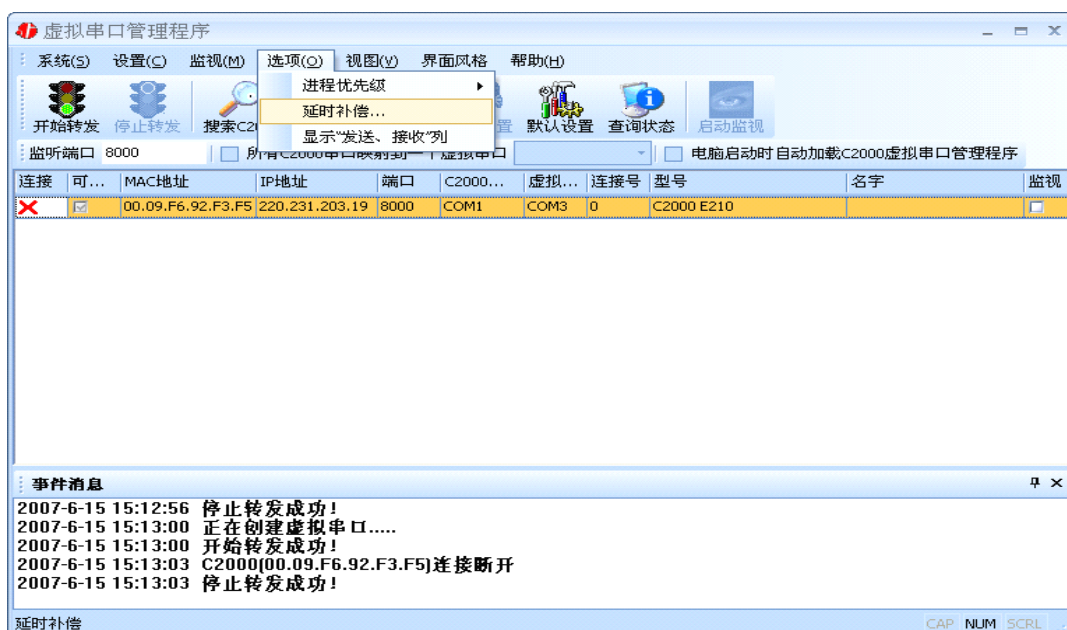 虚拟串口管理程序
系统(S) 设置(C) 监视(M) 选项(O) 视图(V) 界面风格 帮助(H)
进程优先级
延时补偿...
显示"发送、接收"列
开始转发 停止转发 搜索C2 置 默认设置 查询状态 启动监视
监听端口 8000 所有C2000串口映射到一个虚拟串口 电脑启动时自动加载C2000虚拟串口管理程序
连接 可... MAC地址 IP地址 端口 C2000... 虚拟... 连接号 型号 名字 监视
00.09.F6.92.F3.F5 220.231.203.19 8000 COM1 COM3 0 C2000 E210
事件消息
2007-6-15 15:12:56 停止转发成功!
2007-6-15 15:13:00 正在创建虚拟串口.....
2007-6-15 15:13:00 开始转发成功!
2007-6-15 15:13:03 C2000(00.09.F6.92.F3.F5)连接断开
2007-6-15 15:13:03 停止转发成功!
延时补偿 CAP NUM SCRL